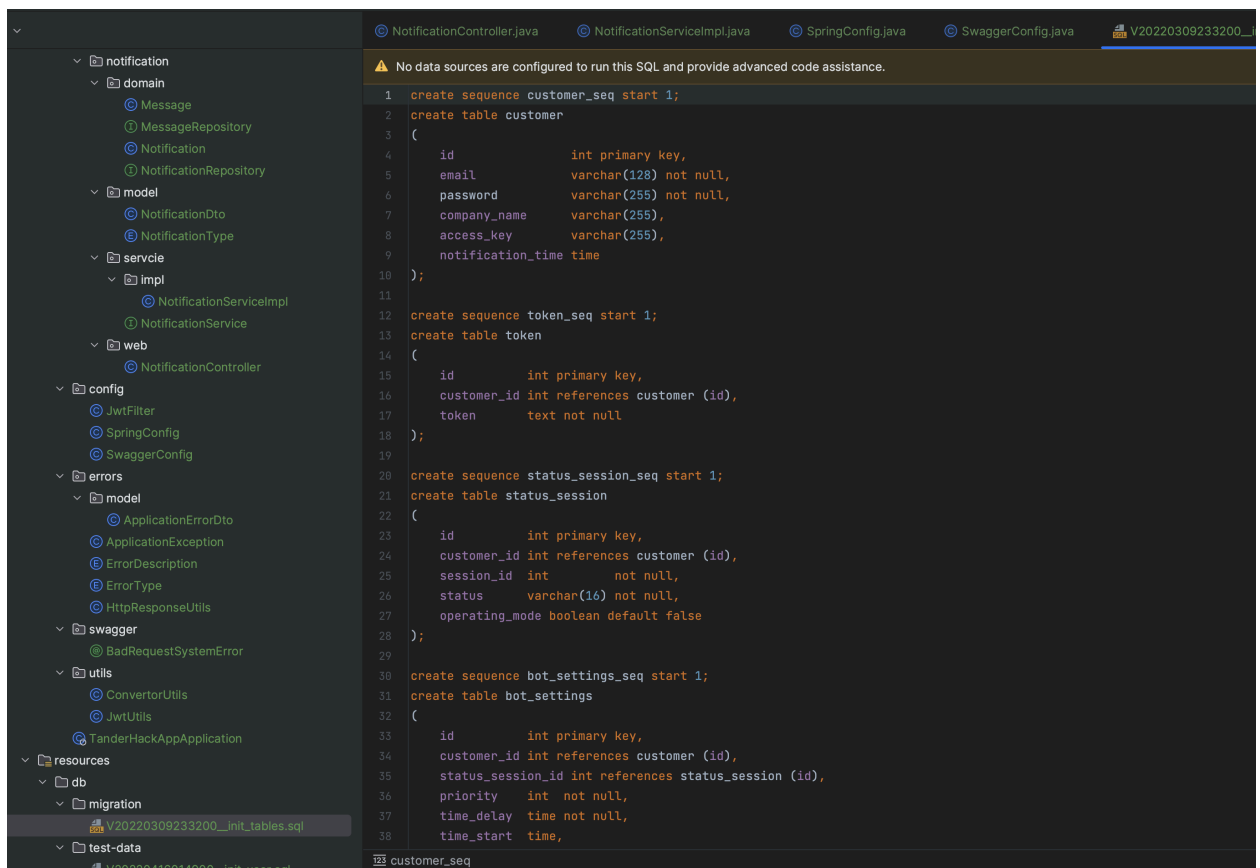 notification
domain
Message
MessageRepository
Notification
NotificationRepository
model
NotificationDto
NotificationType
servcie
impl
NotificationServiceImpl
NotificationService
web
NotificationController
config
JwtFilter
SpringConfig
SwaggerConfig
errors
model
ApplicationErrorDto
ApplicationException
ErrorDescription
ErrorType
HttpResponseUtils
swagger
BadRequestSystemError
utils
ConvertorUtils
JwtUtils
TanderHackAppApplication
resources
db
migration
V20220309233200__init_tables.sql
test-data
NotificationController.java NotificationServiceImpl.java SpringConfig.java SwaggerConfig.java V20220309233200__in
No data sources are configured to run this SQL and provide advanced code assistance.
1 create sequence customer_seq start 1;
2 create table customer
3 (
4 id int primary key,
5 email varchar(128) not null,
6 password varchar(255) not null,
7 company_name varchar(255),
8 access_key varchar(255),
9 notification_time time
10 );
11
12 create sequence token_seq start 1;
13 create table token
14 (
15 id int primary key,
16 customer_id int references customer (id),
17 token text not null
18 );
19
20 create sequence status_session_seq start 1;
21 create table status_session
22 (
23 id int primary key,
24 customer_id int references customer (id),
25 session_id int not null,
26 status varchar(16) not null,
27 operating_mode boolean default false
28 );
29
30 create sequence bot_settings_seq start 1;
31 create table bot_settings
32 (
33 id int primary key,
34 customer_id int references customer (id),
35 status_session_id int references status_session (id),
36 priority int not null,
37 time_delay time not null,
38 time_start time,
123 customer_seq